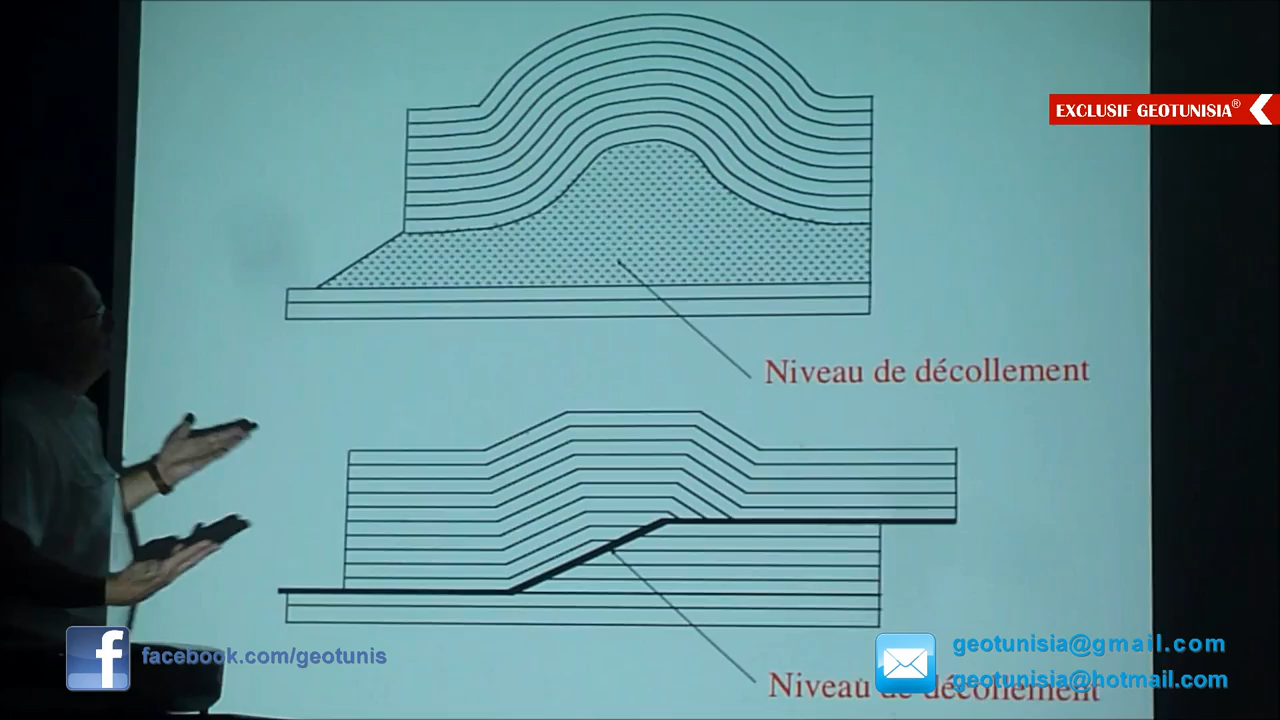 EXCLUSIF GEOTUNISIA®
Niveau de décollement
Niveau de décollement
facebook.com/geotunis
geotunisia@gmail.com
geotunisia@hotmail.com